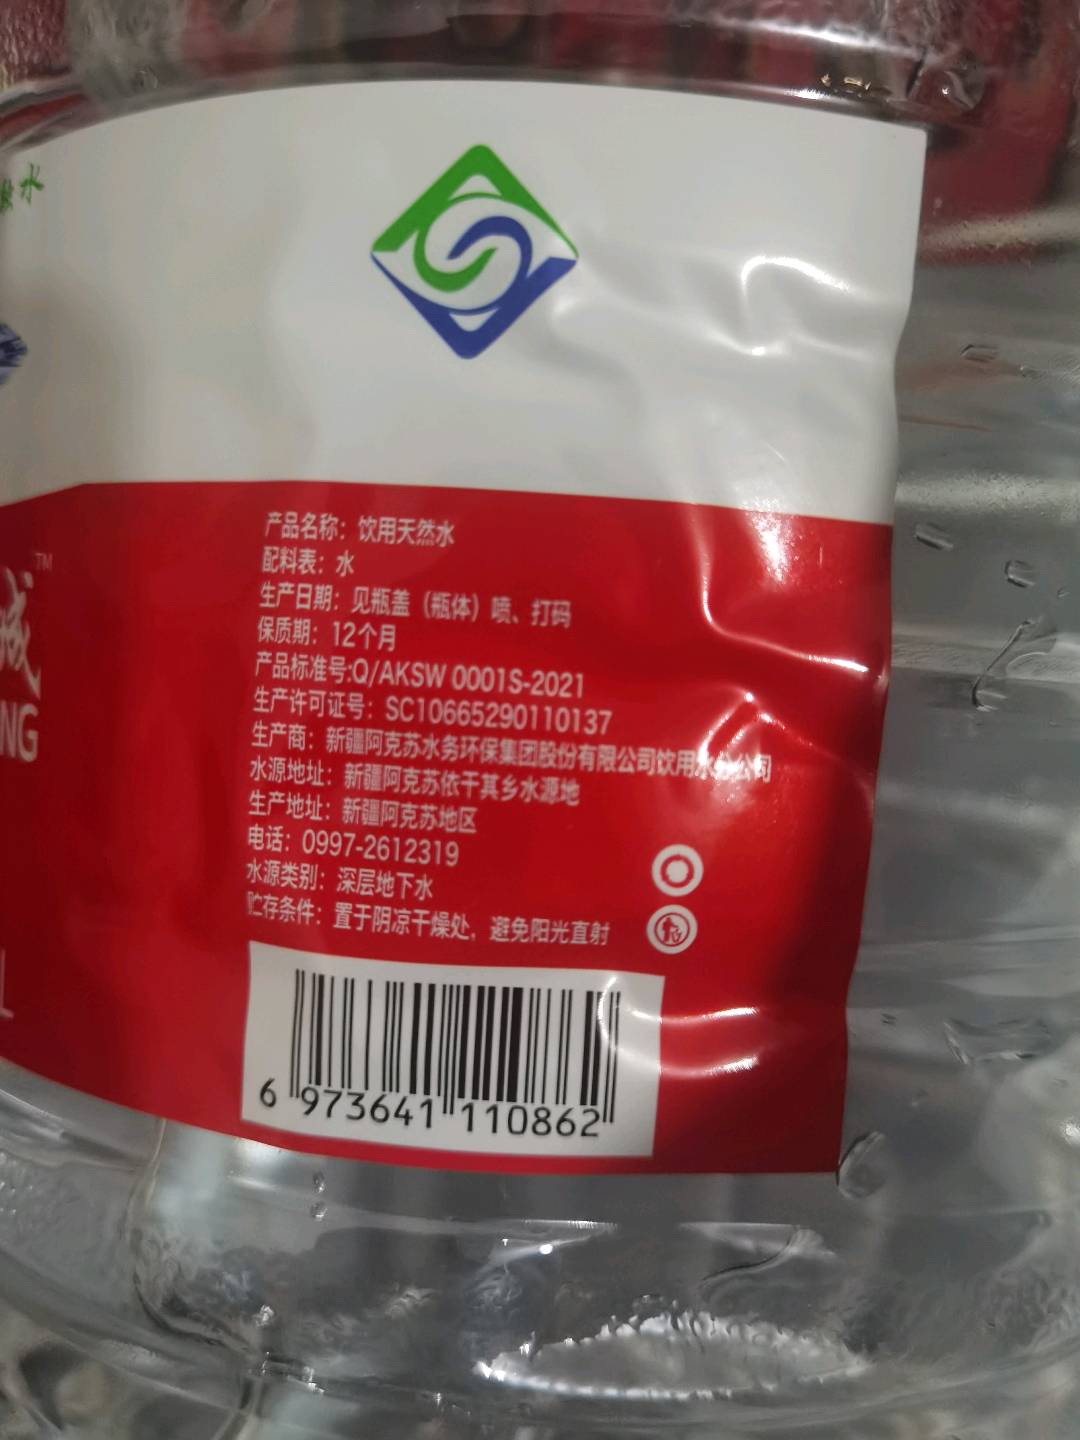 水
城™
NG
产品名称：饮用天然水
配料表：水
生产日期：见瓶盖（瓶体）喷、打码
保质期：12个月
产品标准号:Q/AKSW 0001S-2021
生产许可证号：SC10665290110137
生产商：新疆阿克苏水务环保集团股份有限公司饮用水分公司
水源地址：新疆阿克苏依干其乡水源地
生产地址：新疆阿克苏地区
电话：0997-2612319
水源类别：深层地下水
贮存条件：置于阴凉干燥处，避免阳光直射
L
6 973641 110862